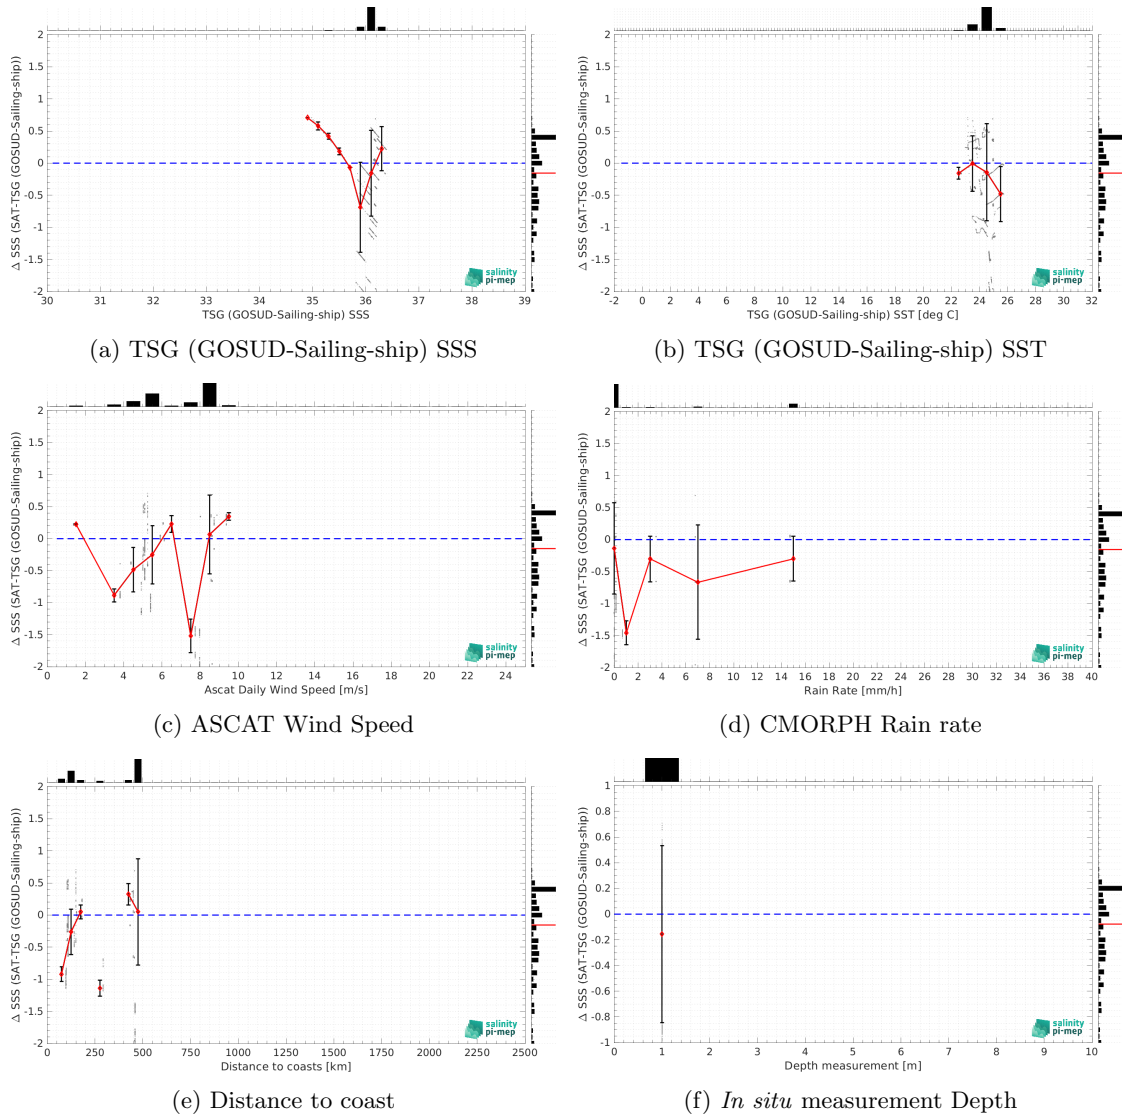 2
1.5
1
0.5
0
-0.5
-1
-1.5
-2
30 31 32 33 34 35 36 37 38 39
TSG (GOSUD-Sailing-ship) SSS
Δ SSS (SAT-TSG (GOSUD-Sailing-ship))
salinity
pi-mep
(a) TSG (GOSUD-Sailing-ship) SSS
2
1.5
1
0.5
0
-0.5
-1
-1.5
-2
-2 0 2 4 6 8 10 12 14 16 18 20 22 24 26 28 30 32
TSG (GOSUD-Sailing-ship) SST [deg C]
Δ SSS (SAT-TSG (GOSUD-Sailing-ship))
salinity
pi-mep
(b) TSG (GOSUD-Sailing-ship) SST
2
1.5
1
0.5
0
-0.5
-1
-1.5
-2
0 2 4 6 8 10 12 14 16 18 20 22 24
Ascat Daily Wind Speed [m/s]
Δ SSS (SAT-TSG (GOSUD-Sailing-ship))
salinity
pi-mep
(c) ASCAT Wind Speed
2
1.5
1
0.5
0
-0.5
-1
-1.5
-2
0 2 4 6 8 10 12 14 16 18 20 22 24 26 28 30 32 34 36 38 40
Rain Rate [mm/h]
Δ SSS (SAT-TSG (GOSUD-Sailing-ship))
salinity
pi-mep
(d) CMORPH Rain rate
2
1.5
1
0.5
0
-0.5
-1
-1.5
-2
0 250 500 750 1000 1250 1500 1750 2000 2250 2500
Distance to coasts [km]
Δ SSS (SAT-TSG (GOSUD-Sailing-ship))
salinity
pi-mep
(e) Distance to coast
1
0.8
0.6
0.4
0.2
0
-0.2
-0.4
-0.6
-0.8
-1
0 1 2 3 4 5 6 7 8 9 10
Depth measurement [m]
Δ SSS (SAT-TSG (GOSUD-Sailing-ship))
salinity
pi-mep
(f) In situ measurement Depth